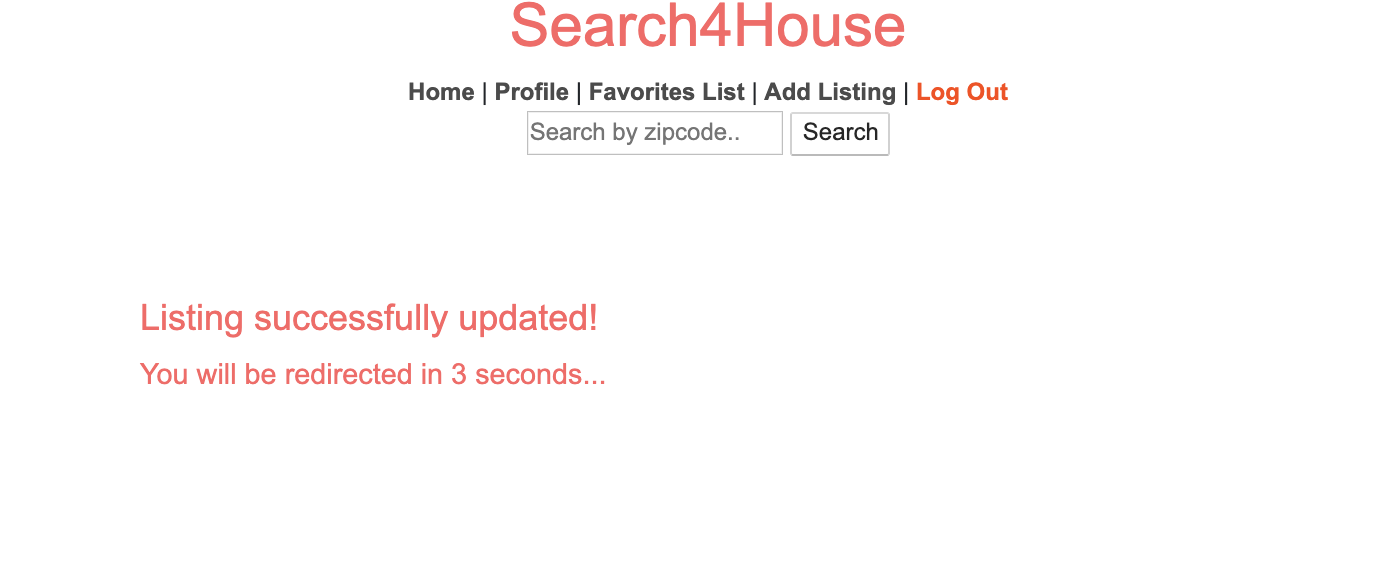 Search4House
Home | Profile | Favorites List | Add Listing | Log Out
Search by zipcode.. Search
Listing successfully updated!
You will be redirected in 3 seconds...